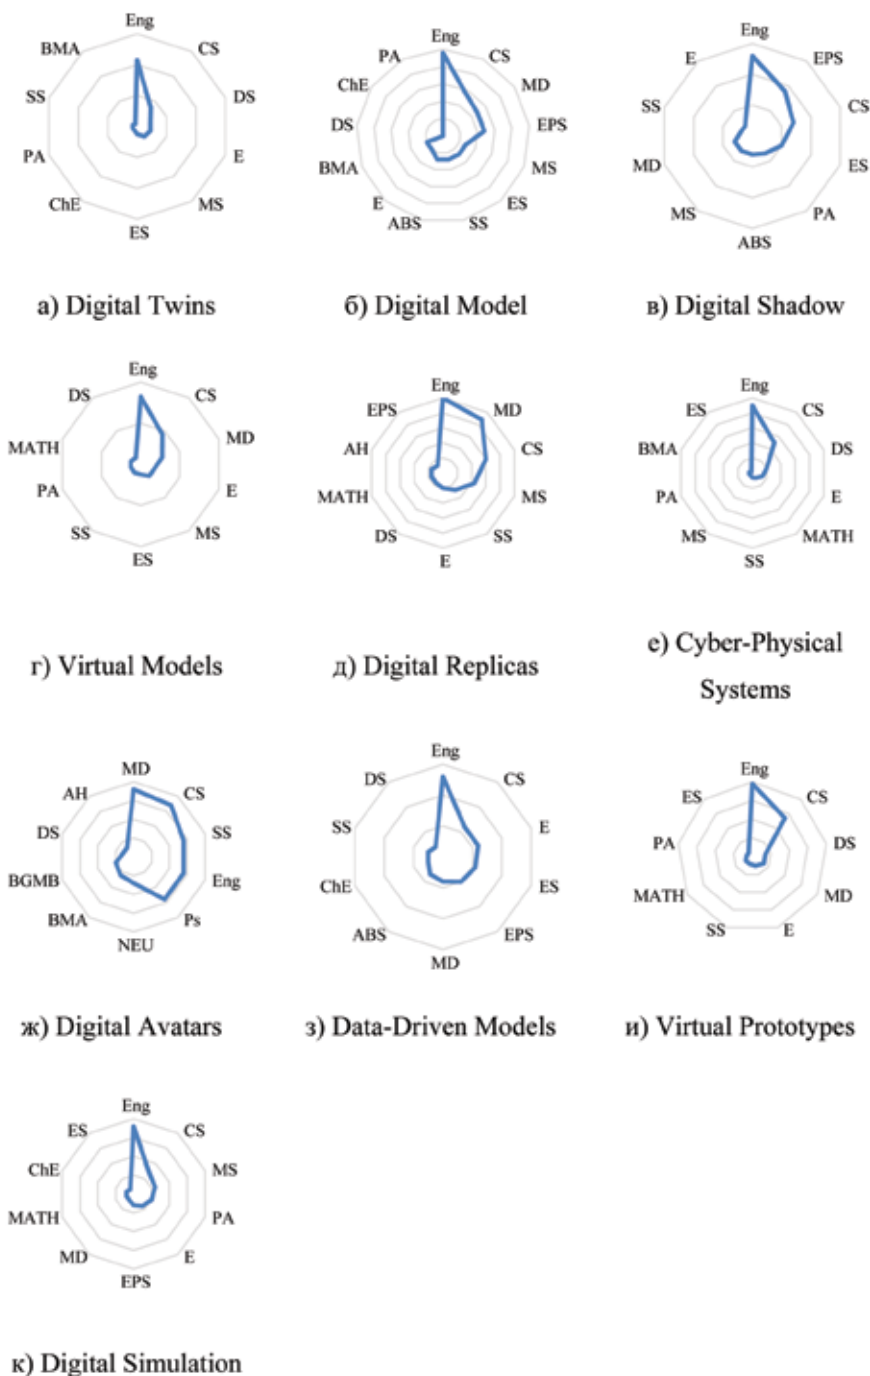 Eng
BMA
CS
SS
DS
PA
E
ChE
MS
ES
а) Digital Twins
Eng
PA
CS
ChE
MD
DS
EPS
BMA
MS
E
ES
ABS
SS
б) Digital Model
Eng
E
EPS
SS
CS
MD
ES
MS
PA
ABS
в) Digital Shadow
Eng
DS
CS
MATH
MD
PA
E
SS
MS
ES
г) Virtual Models
Eng
EPS
MD
AH
CS
MATH
MS
DS
SS
E
д) Digital Replicas
Eng
ES
CS
BMA
DS
PA
E
MS
MATH
SS
е) Cyber-Physical
Systems
MD
AH
CS
DS
SS
BGMB
Eng
BMA
Ps
NEU
ж) Digital Avatars
Eng
DS
CS
SS
E
ChE
ES
ABS
EPS
MD
з) Data-Driven Models
Eng
ES
CS
PA
DS
MATH
MD
SS
E
и) Virtual Prototypes
Eng
ES
CS
ChE
MS
MATH
PA
MD
E
EPS
к) Digital Simulation